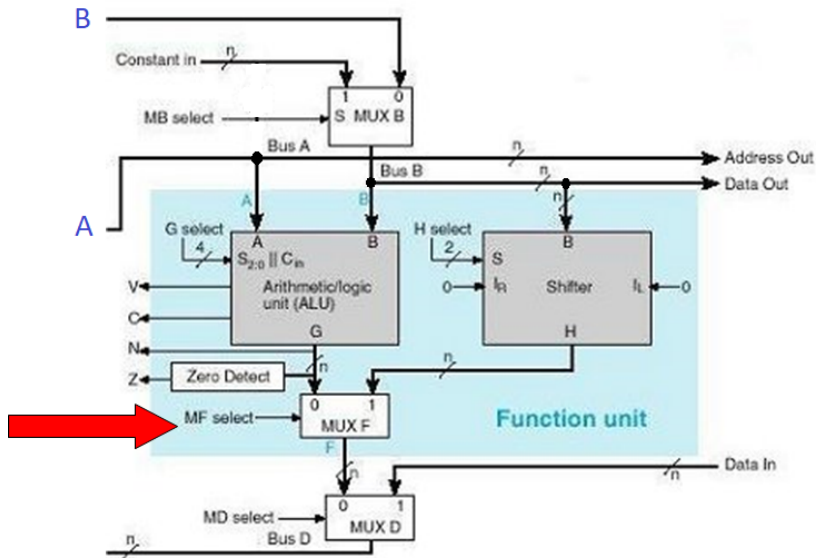 B
Constant in
n
1 0
S MUX B
MB select
Bus A
n
Address Out
Bus B
n
Data Out
A
B
n
A
G select
4
A
B
H select
2
B
S2:0 || Cin
S
V
Arithmetic/logic
unit (ALU)
0
IR
Shifter
IL
0
C
N
G
H
n
n
Z
Zero Detect
0 1
MF select
MUX F
Function unit
F
n
Data In
n
0 1
MD select
MUX D
Bus D
n